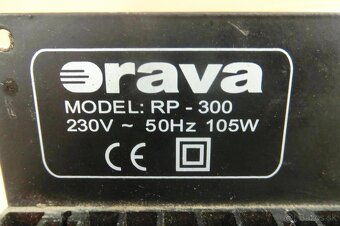 orava
MODEL: RP - 300
230V ~ 50Hz 105W
CE